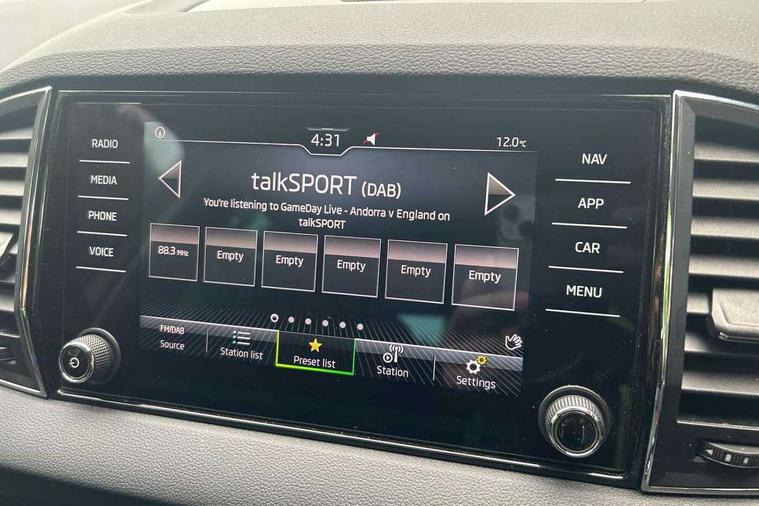 RADIO
MEDIA
PHONE
VOICE
4:31
12.0°C
talkSPORT (DAB)
You're listening to GameDay Live - Andorra v England on
talkSPORT
88.3 MHz
Empty
Empty
Empty
Empty
Empty
FM/DAB
Source
Station list
Preset list
Station
Settings
NAV
APP
CAR
MENU